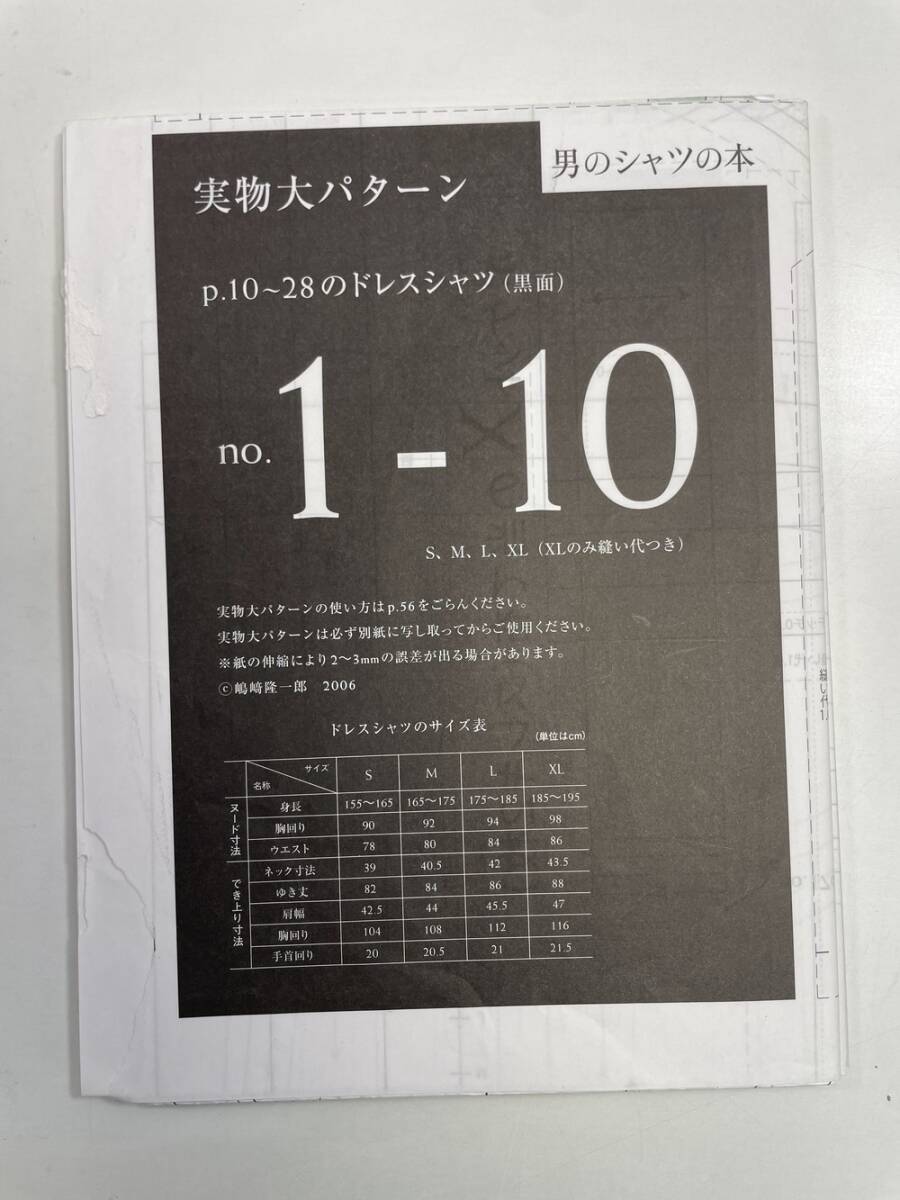 男のシャツの本
実物大パターン
p.10~28のドレスシャツ(黒面)
no. 1 - 10
S、M、L、XL(XLのみ縫い代つき)
実物大パターンの使い方はp.56をごらんください。
実物大パターンは必ず別紙に写し取ってからご使用ください。
※紙の伸縮により2〜3mmの誤差が出る場合があります。
©嶋﨑隆一郎 2006
ドレスシャツのサイズ表
(単位はcm)
サイズ 名称 S M L XL
ヌード寸法
身長 155〜165 165〜175 175〜185 185〜195
胸回り 90 92 94 98
ウエスト 78 80 84 86
でき上り寸法
ネック寸法 39 40.5 42 43.5
ゆき丈 82 84 86 88
肩幅 42.5 44 45.5 47
胸回り 104 108 112 116
手首回り 20 20.5 21 21.5
縫い代1